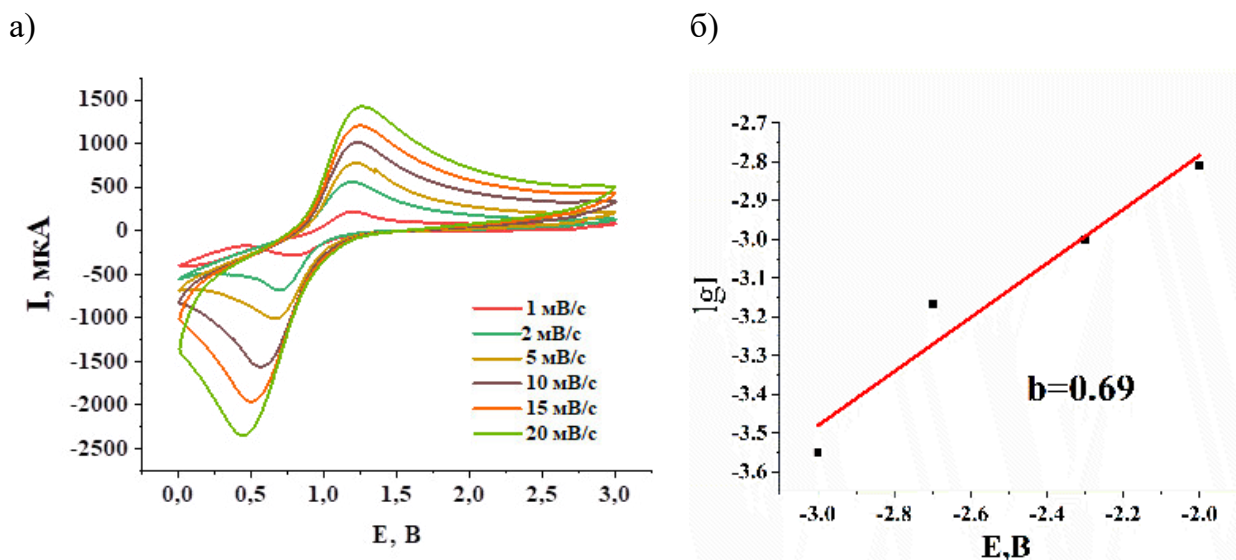 а)
б)
1500
1000
500
0
-500
-1000
-1500
-2000
-2500
I, мкА
1 мВ/с
2 мВ/с
5 мВ/с
10 мВ/с
15 мВ/с
20 мВ/с
0,0 0,5 1,0 1,5 2,0 2,5 3,0
E, В
-2.7
-2.8
-2.9
-3.0
-3.1
-3.2
-3.3
-3.4
-3.5
-3.6
lgI
b=0.69
-3.0 -2.8 -2.6 -2.4 -2.2 -2.0
E,В